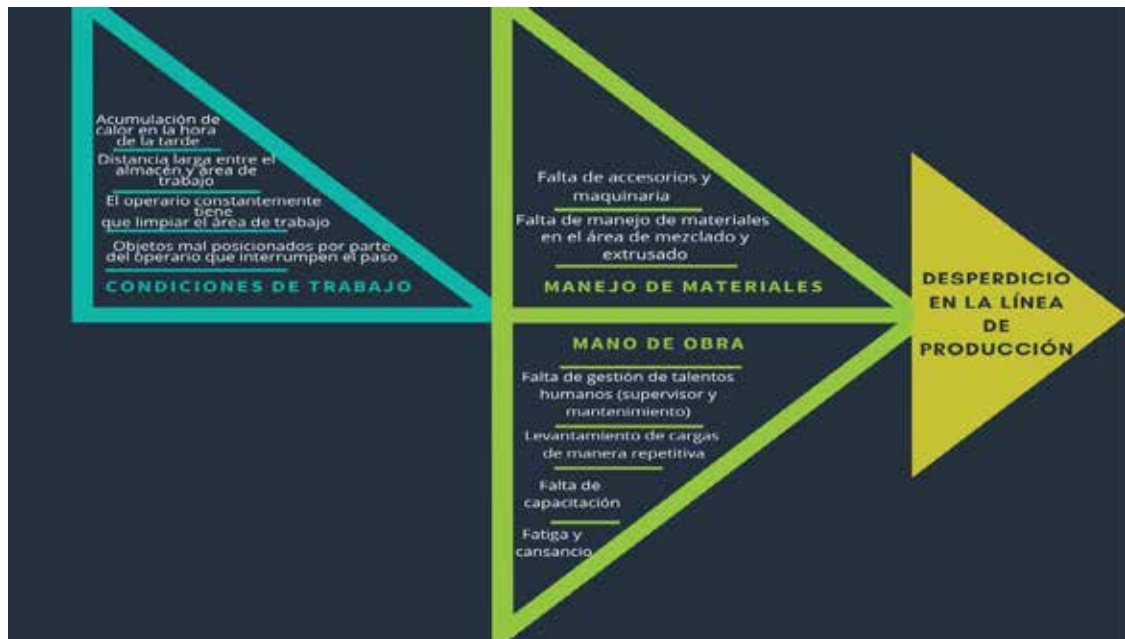 Acumulación de
calor en la hora
de la tarde
Distancia larga entre el
almacén y área de
trabajo
El operario constantemente
tiene
que limpiar el área de trabajo
Objetos mal posicionados por parte
del operario que interrumpen el paso
CONDICIONES DE TRABAJO
Falta de accesorios y
maquinaria
Falta de manejo de materiales
en el área de mezclado y
extrusado
MANEJO DE MATERIALES
MANO DE OBRA
Falta de gestión de talentos
humanos (supervisor y
mantenimiento)
Levantamiento de cargas
de manera repetitiva
Falta de
capacitación
Fatiga y
cansancio
DESPERDICIO
EN LA LÍNEA
DE
PRODUCCIÓN